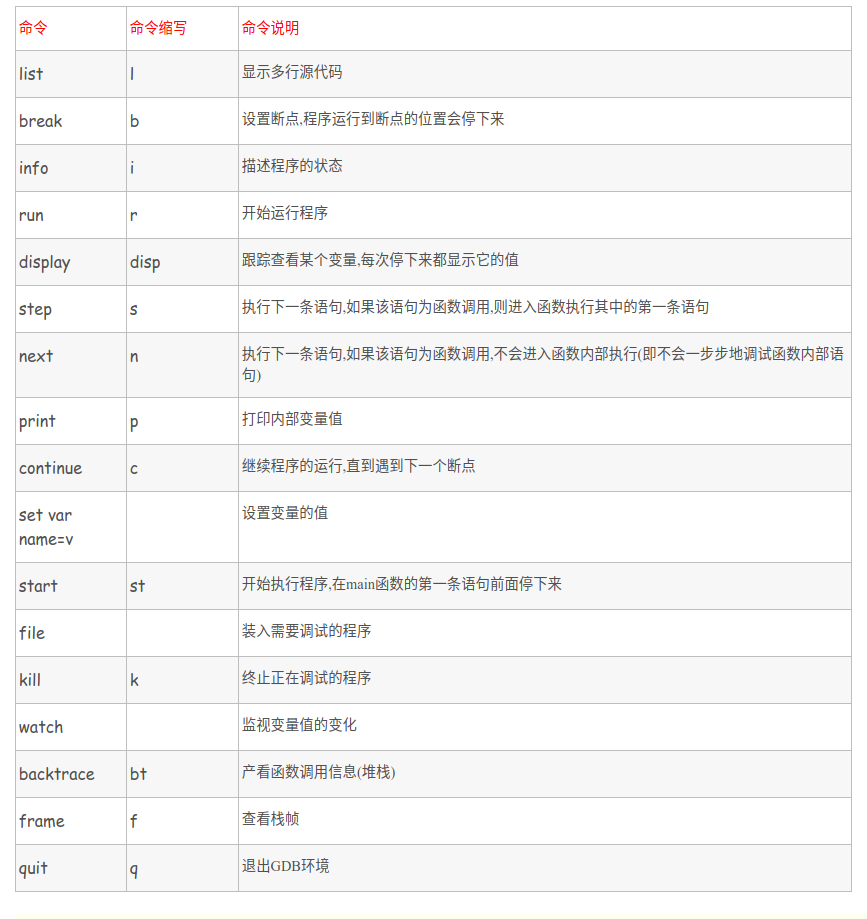 命令 命令缩写 命令说明
list l 显示多行源代码
break b 设置断点,程序运行到断点的位置会停下来
info i 描述程序的状态
run r 开始运行程序
display disp 跟踪查看某个变量,每次停下来都显示它的值
step s 执行下一条语句,如果该语句为函数调用,则进入函数执行其中的第一条语句
next n 执行下一条语句,如果该语句为函数调用,不会进入函数内部执行(即不会一步步地调试函数内部语
句)
print p 打印内部变量值
continue c 继续程序的运行,直到遇到下一个断点
set var 设置变量的值
name=v
start st 开始执行程序,在main函数的第一条语句前面停下来
file 装入需要调试的程序
kill k 终止正在调试的程序
watch 监视变量值的变化
backtrace bt 产看函数调用信息(堆栈)
frame f 查看栈帧
quit q 退出GDB环境